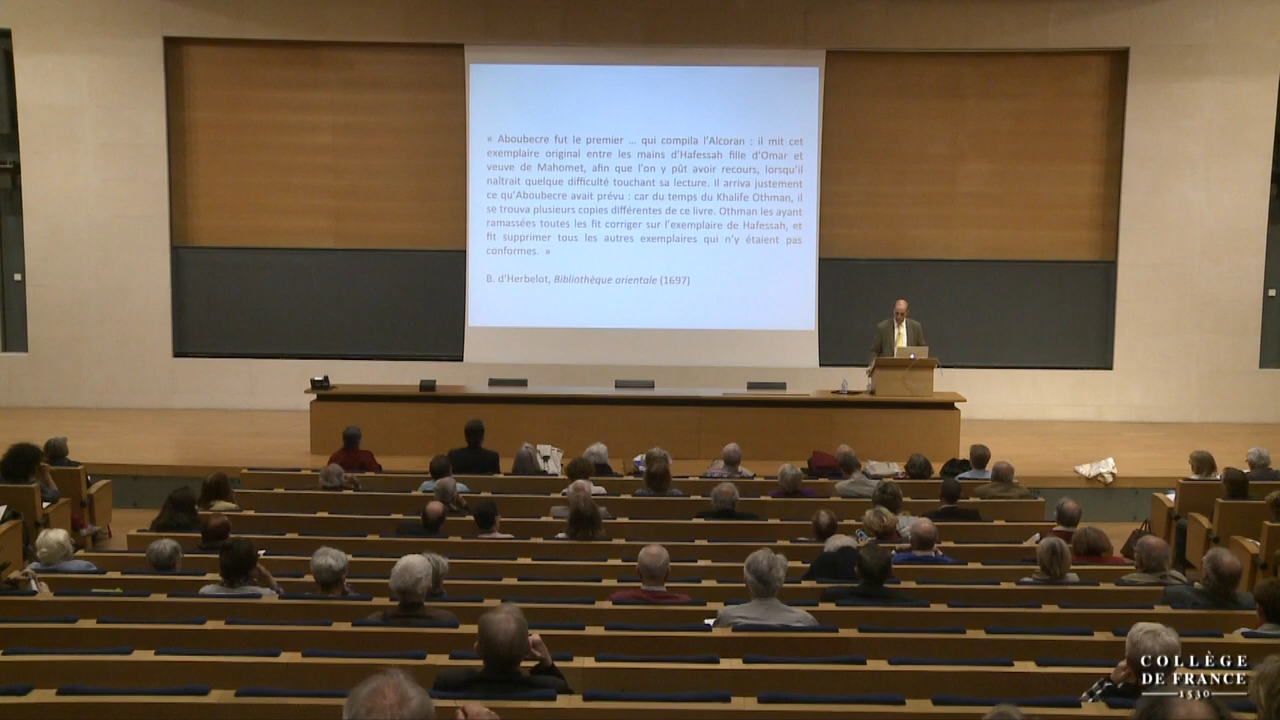 « Aboubecre fut le premier ... qui compila l'Alcoran : il mit cet
exemplaire original entre les mains d'Hafessah fille d'Omar et
veuve de Mahomet, afin que l'on y pût avoir recours, lorsqu'il
naîtrait quelque difficulté touchant sa lecture. Il arriva justement
ce qu'Aboubecre avait prévu : car du temps du Khalife Othman, il
se trouva plusieurs copies différentes de ce livre. Othman les ayant
ramassées toutes les fit corriger sur l'exemplaire de Hafessah, et
fit supprimer tous les autres exemplaires qui n'y étaient pas
conformes. »
B. d'Herbelot, Bibliothèque orientale (1697)
COLLÈGE
DE FRANCE
1530